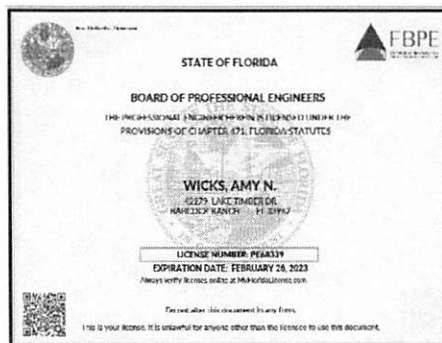 FBPE
STATE OF FLORIDA
BOARD OF PROFESSIONAL ENGINEERS
THE PROFESSIONAL ENGINEER HEREIN IS LICENSED UNDER THE
PROVISIONS OF CHAPTER 471, FLORIDA STATUTES
WICKS, AMY N.
LAKE TIMBER DR
BABCOCK RANCH FL
LICENSE NUMBER: PE68339
EXPIRATION DATE: FEBRUARY 28, 2023
Always verify licenses online at MyFloridaLicense.com
Do not alter this document in any form.
This is your license. It is unlawful for anyone other than the licensee to use this document.